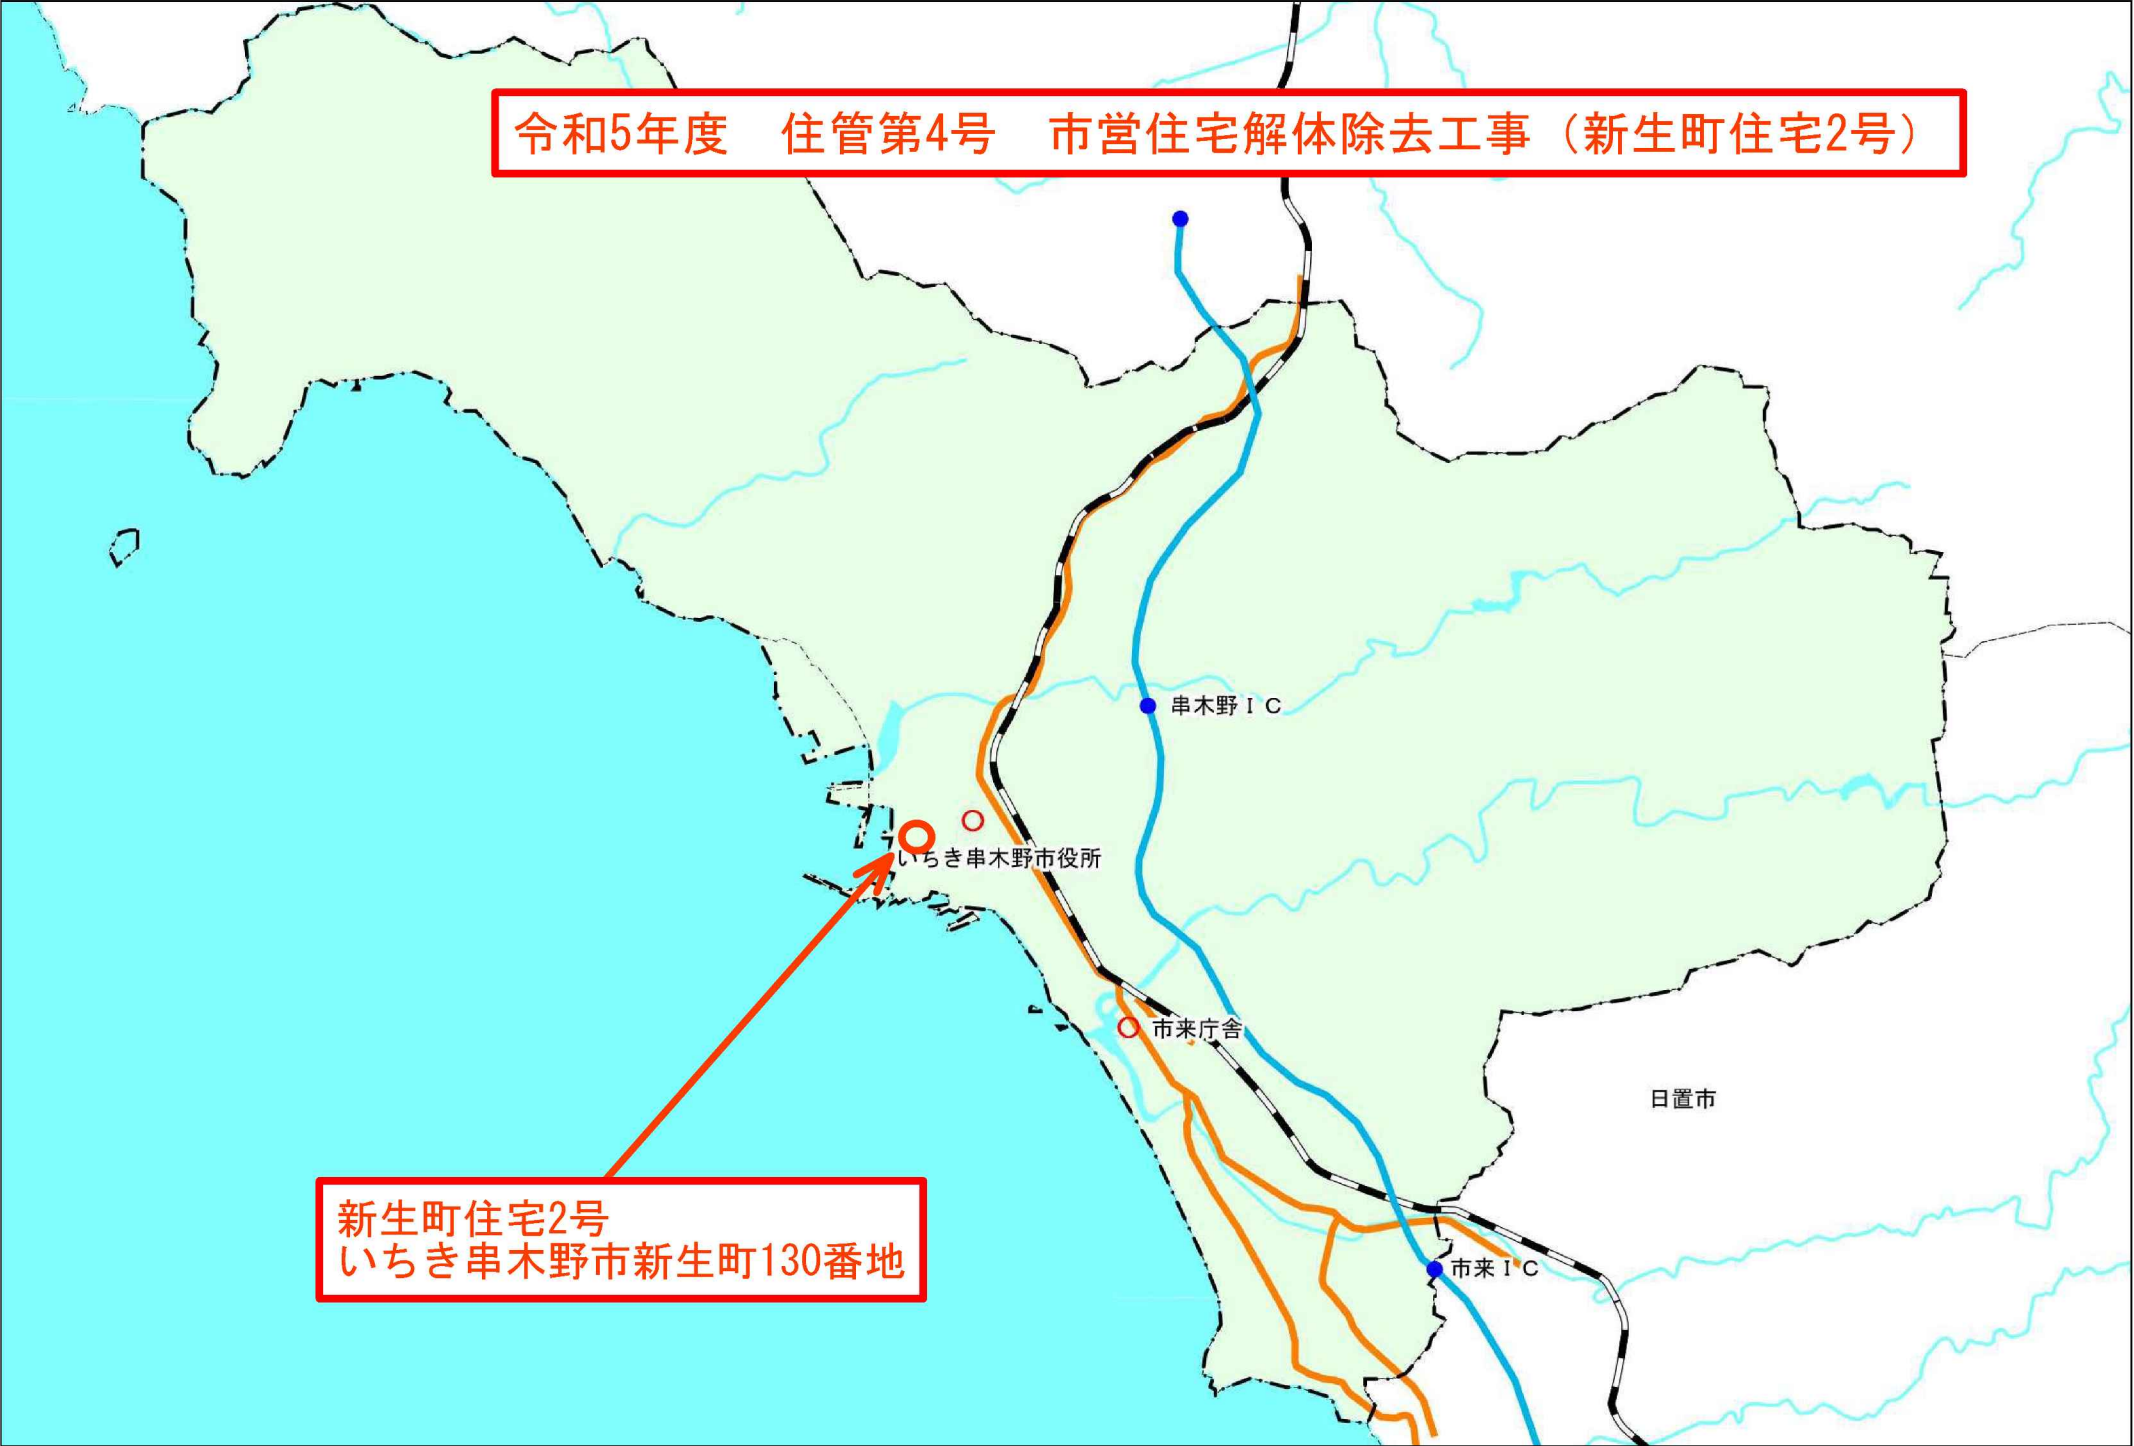 令和5年度　住管第4号　市営住宅解体除去工事（新生町住宅2号）
串木野ＩＣ
いちき串木野市役所
市来庁舎
日置市
新生町住宅2号
いちき串木野市新生町130番地
市来ＩＣ